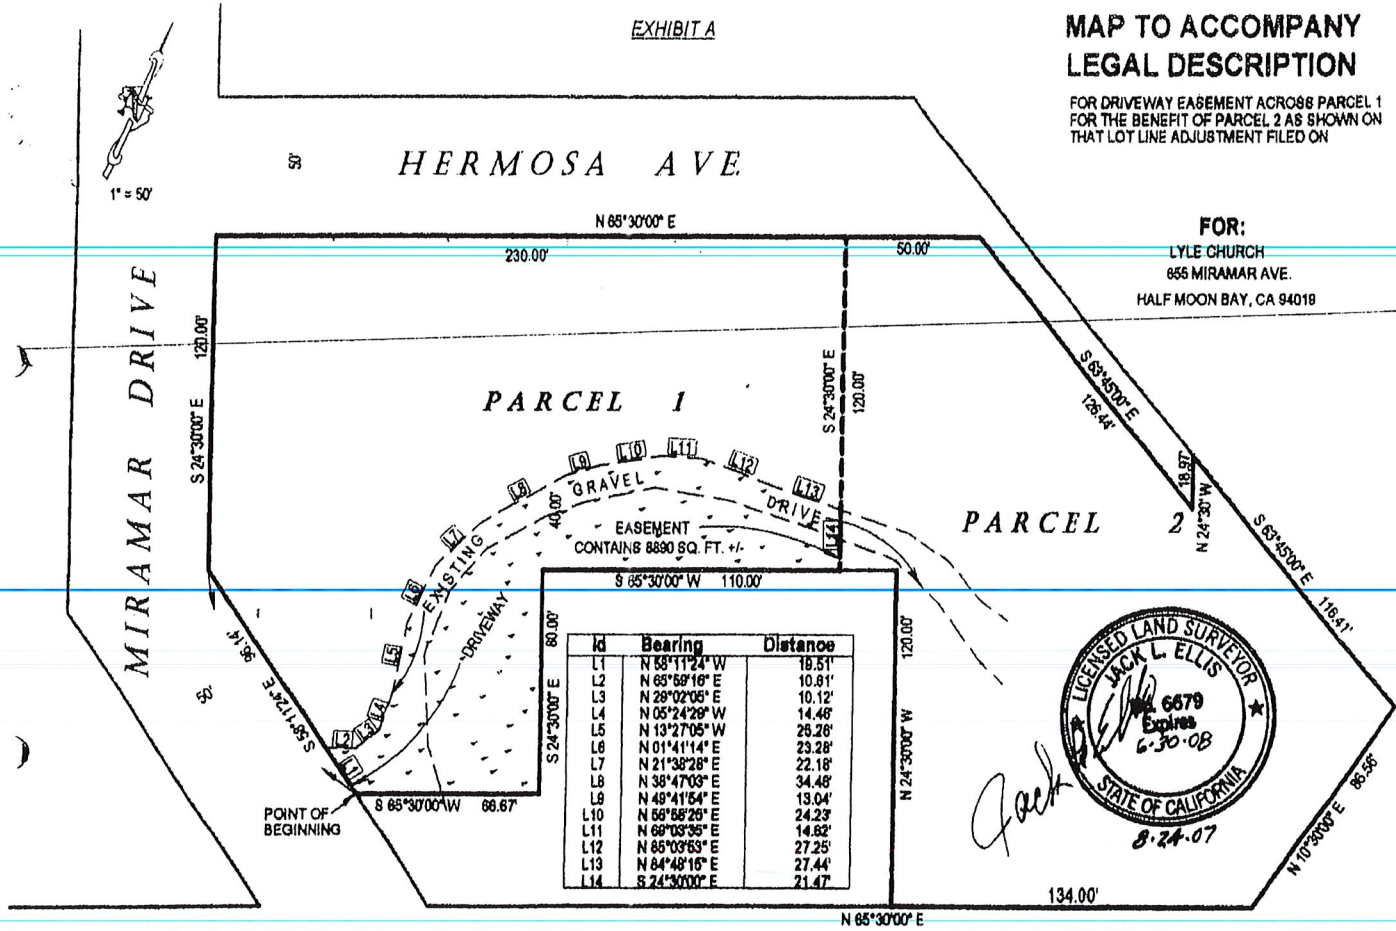 EXHIBIT A
MAP TO ACCOMPANY
LEGAL DESCRIPTION
FOR DRIVEWAY EASEMENT ACROSS PARCEL 1
FOR THE BENEFIT OF PARCEL 2 AS SHOWN ON
THAT LOT LINE ADJUSTMENT FILED ON
FOR:
LYLE CHURCH
655 MIRAMAR AVE.
HALF MOON BAY, CA 94019
1" = 50'
50'
HERMOSA AVE.
N 65°30'00" E
230.00'
50.00'
MIRAMAR DRIVE
120.00'
S 24°30'00" E
PARCEL 1
S 24°30'00" E
120.00'
S 63°45'00" E
126.44'
18.97'
N 24°30' W
PARCEL 2
S 63°45'00" E
116.41'
L9
L10
L11
L12
L13
L14
L8
L7
L6
L5
L4
L3
L2
L1
EXISTING
GRAVEL
DRIVE
DRIVEWAY
40.00'
EASEMENT
CONTAINS 8890 SQ. FT. +/-
S 65°30'00" W 110.00'
96.14'
S 58°11'24" E
50'
60.00'
S 24°30'00" E
S 65°30'00" W 66.67'
POINT OF
BEGINNING
Id Bearing Distance
L1 N 58°11'24" W 19.51'
L2 N 65°59'16" E 10.61'
L3 N 29°02'05" E 10.12'
L4 N 05°24'29" W 14.46'
L5 N 13°27'05" W 26.26'
L6 N 01°41'14" E 23.28'
L7 N 21°38'28" E 22.18'
L8 N 38°47'03" E 34.48'
L9 N 49°41'54" E 13.04'
L10 N 56°58'25" E 24.23'
L11 N 69°03'35" E 14.62'
L12 N 85°03'53" E 27.25'
L13 N 84°48'16" E 27.44'
L14 S 24°30'00" E 21.47'
120.00'
N 24°30'00" W
LICENSED LAND SURVEYOR
JACK L. ELLIS
6679
Expires
6-30-08
STATE OF CALIFORNIA
8-24-07
Jack
N 10°30'00" E 86.56'
134.00'
N 65°30'00" E